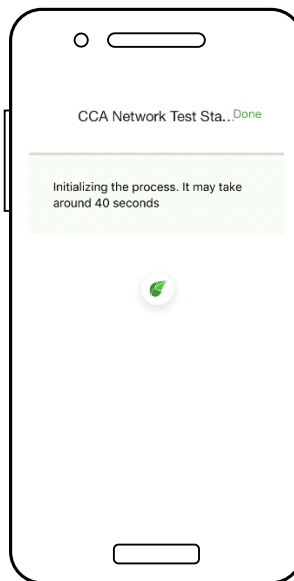 CCA Network Test Sta...Done
Initializing the process. It may take
around 40 seconds